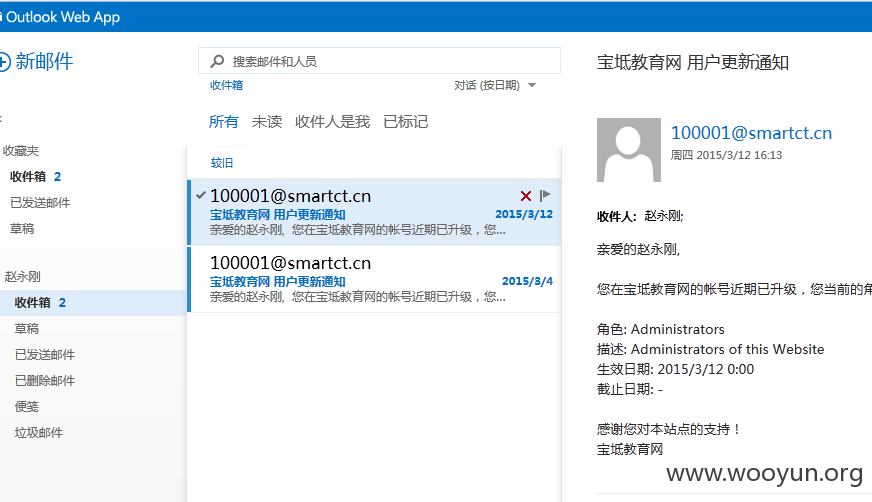 Outlook Web App
新邮件
收藏夹
收件箱 2
已发送邮件
草稿
赵永刚
收件箱 2
草稿
已发送邮件
已删除邮件
便笺
垃圾邮件
搜索邮件和人员
收件箱
对话 (按日期)
所有 未读 收件人是我 已标记
较旧
100001@smartct.cn
宝坻教育网 用户更新通知 2015/3/12
亲爱的赵永刚, 您在宝坻教育网的帐号近期已升级，您...
100001@smartct.cn
宝坻教育网 用户更新通知 2015/3/4
亲爱的赵永刚, 您在宝坻教育网的帐号近期已升级，您...
宝坻教育网 用户更新通知
100001@smartct.cn
周四 2015/3/12 16:13
收件人: 赵永刚;
亲爱的赵永刚,
您在宝坻教育网的帐号近期已升级，您当前的角
角色: Administrators
描述: Administrators of this Website
生效日期: 2015/3/12 0:00
截止日期: -
感谢您对本站点的支持！
宝坻教育网
www.wooyun.org